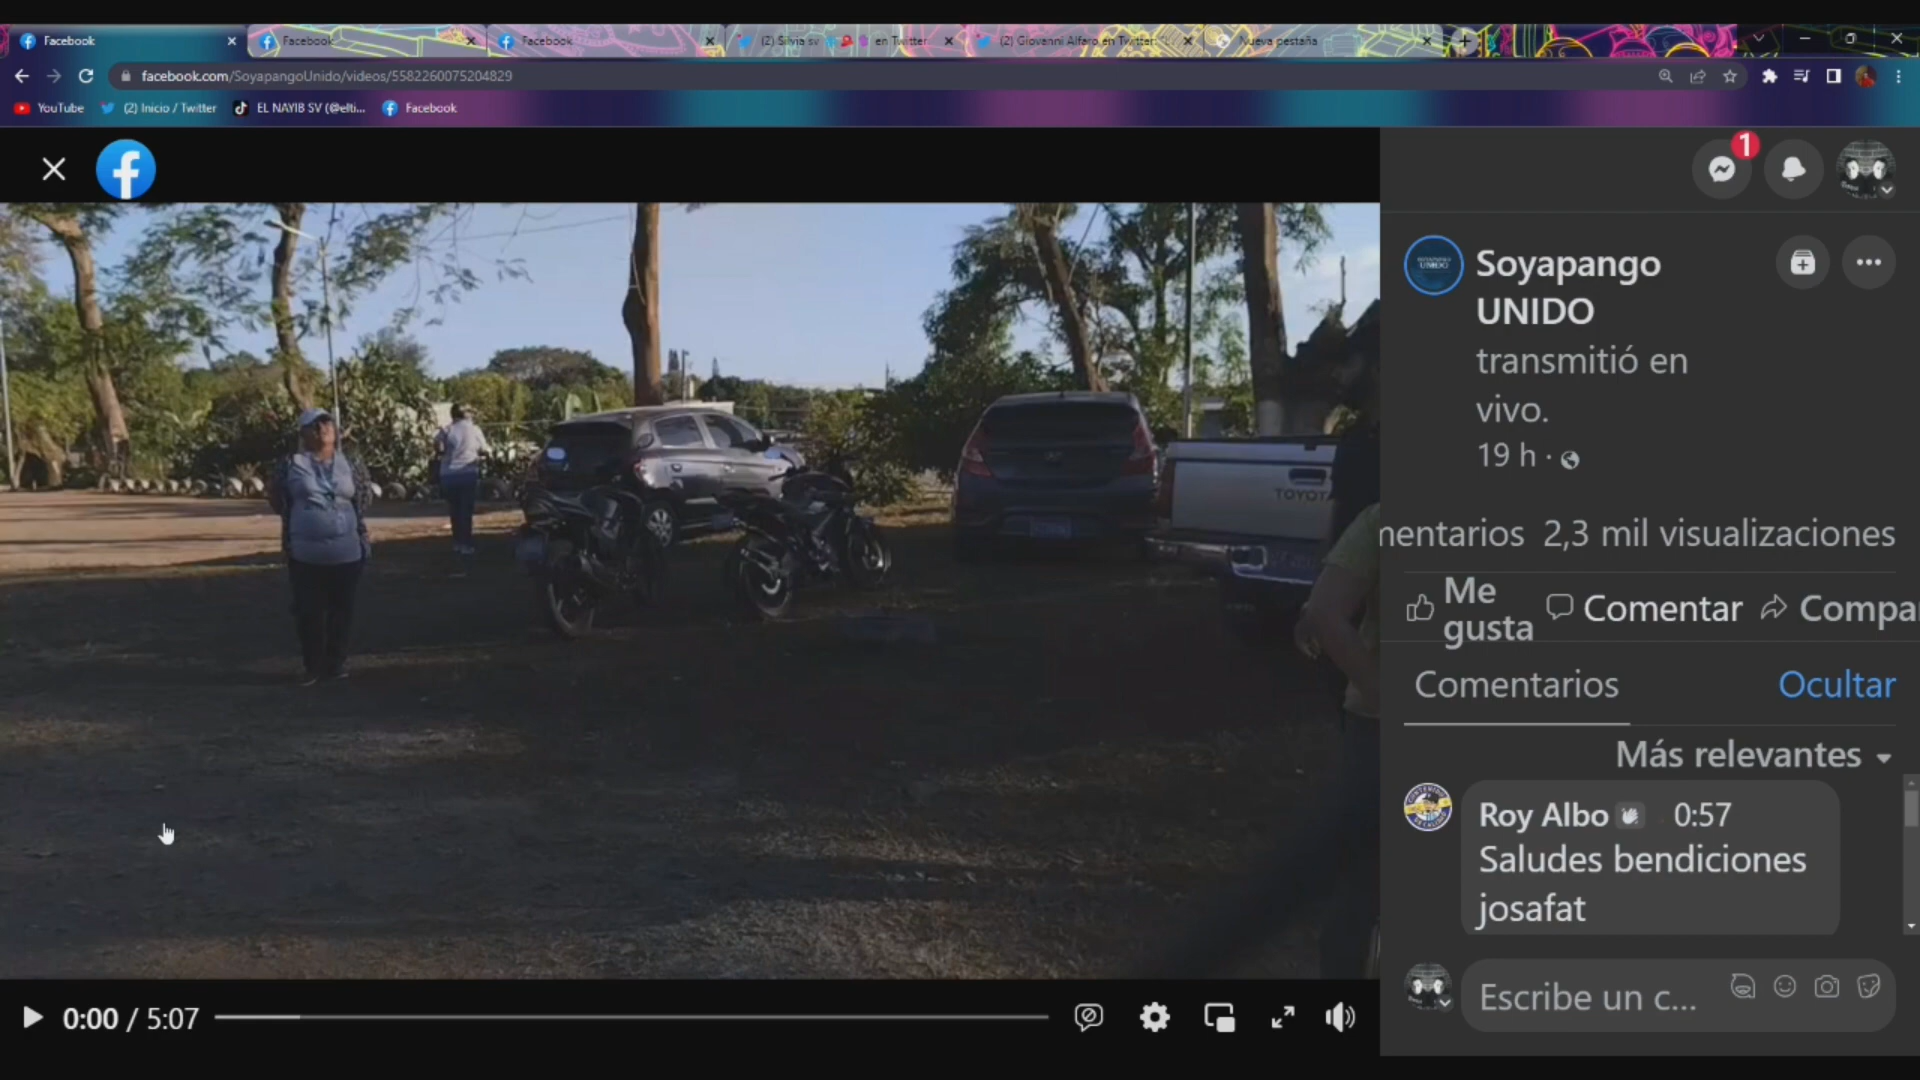 Facebook
Facebook
Facebook
(2) Silvia sv en Twitter
(2) Giovanni Alfaro en Twitter:
Nueva pestaña
facebook.com/SoyapangoUnido/videos/5582260075204829
YouTube
(2) Inicio / Twitter
EL NAYIB SV (@elti...
Facebook
1
Soyapango
UNIDO
transmitió en
vivo.
19 h ·
mentarios 2,3 mil visualizaciones
Me gusta
Comentar
Compa
Comentarios
Ocultar
Más relevantes
Roy Albo 0:57
Saludes bendiciones
josafat
Escribe un c...
TOYOTA
0:00 / 5:07